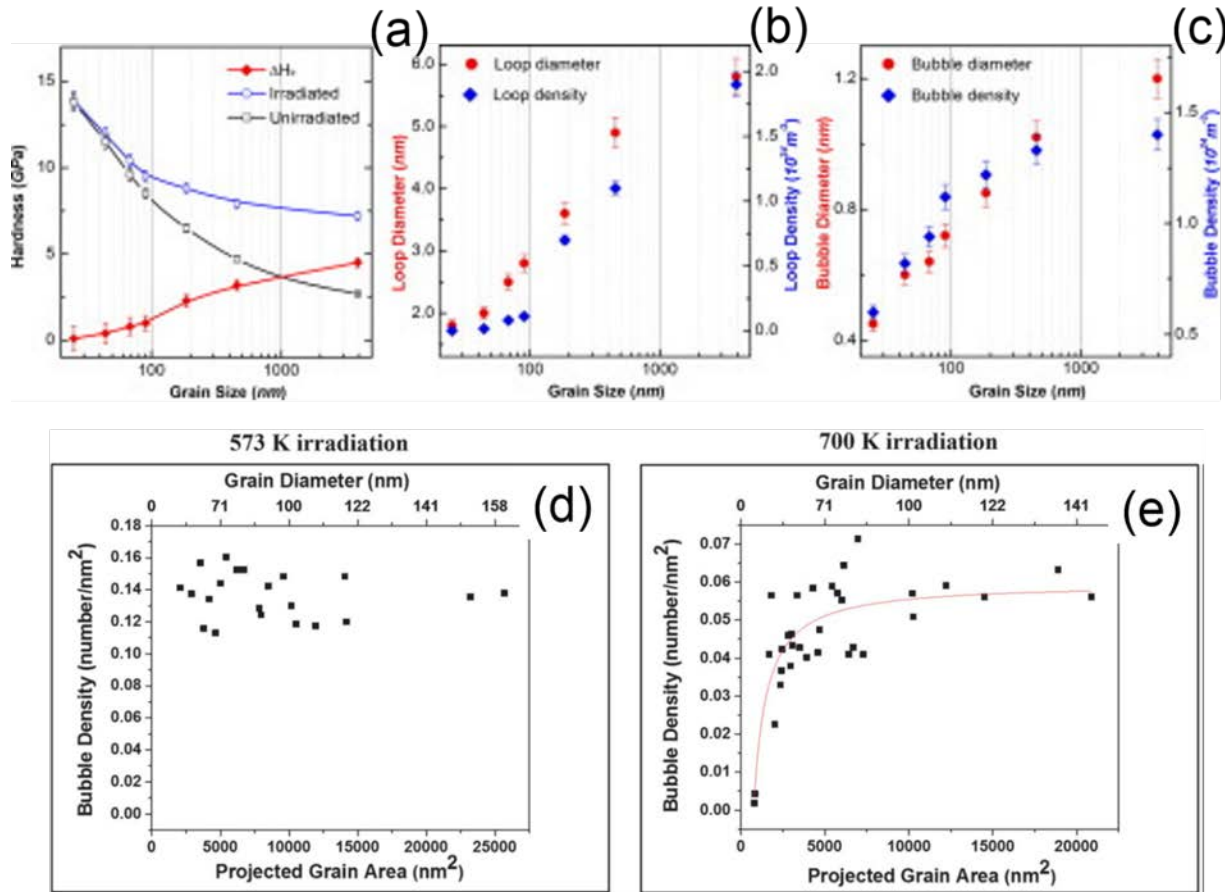 (a)
(b)
(c)
Hardness (GPa)
15
10
5
0
ΔHₑ
Irradiated
Unirradiated
100
1000
Grain Size (nm)
Loop Diameter (nm)
6.0
5.0
4.0
3.0
2.0
Loop diameter
Loop density
100
1000
Grain Size (nm)
2.0
1.5
1.0
0.5
0.0
Bubble Diameter (nm)
1.2
0.8
0.4
Bubble diameter
Bubble density
100
1000
Grain Size (nm)
1.5
1.0
0.5
573 K irradiation
Grain Diameter (nm)
0 71 100 122 141 158
(d)
Bubble Density (number/nm²)
0.18
0.16
0.14
0.12
0.10
0.08
0.06
0.04
0.02
0.00
0 5000 10000 15000 20000 25000
Projected Grain Area (nm²)
700 K irradiation
Grain Diameter (nm)
0 71 100 122 141
(e)
Bubble Density (number/nm²)
0.07
0.06
0.05
0.04
0.03
0.02
0.01
0.00
0 5000 10000 15000 20000
Projected Grain Area (nm²)